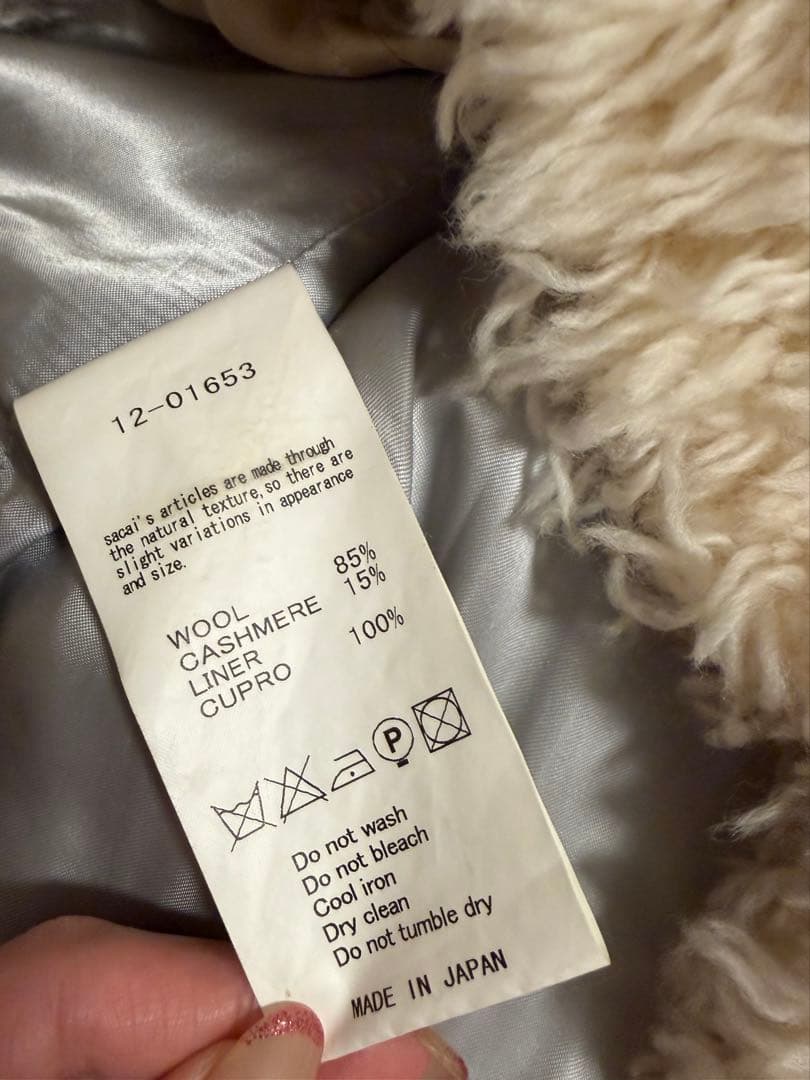 12-01653
sacai's articles are made through
the natural texture, so there are
slight variations in appearance
and size.
WOOL 85%
CASHMERE 15%
LINER
CUPRO 100%
P
Do not wash
Do not bleach
Cool iron
Dry clean
Do not tumble dry
MADE IN JAPAN